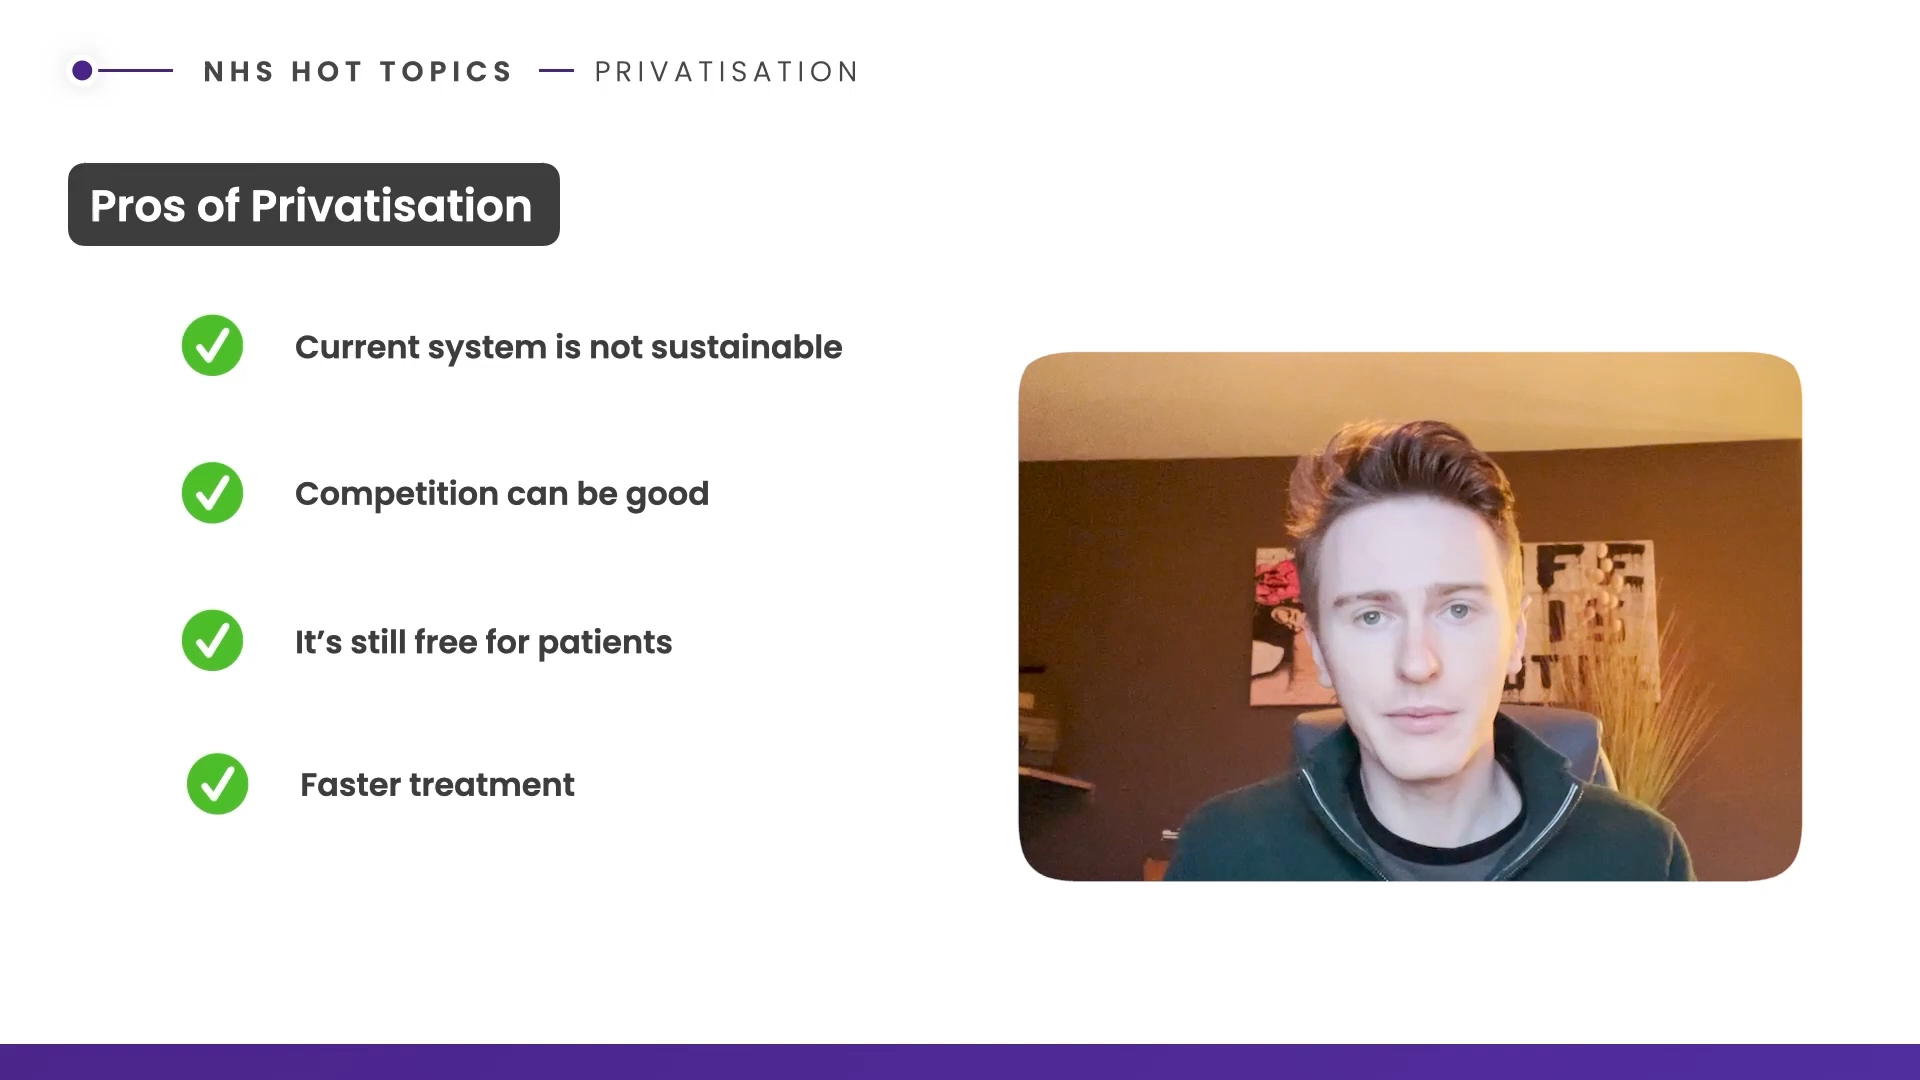 NHS HOT TOPICS — PRIVATISATION
Pros of Privatisation
Current system is not sustainable
Competition can be good
It’s still free for patients
Faster treatment